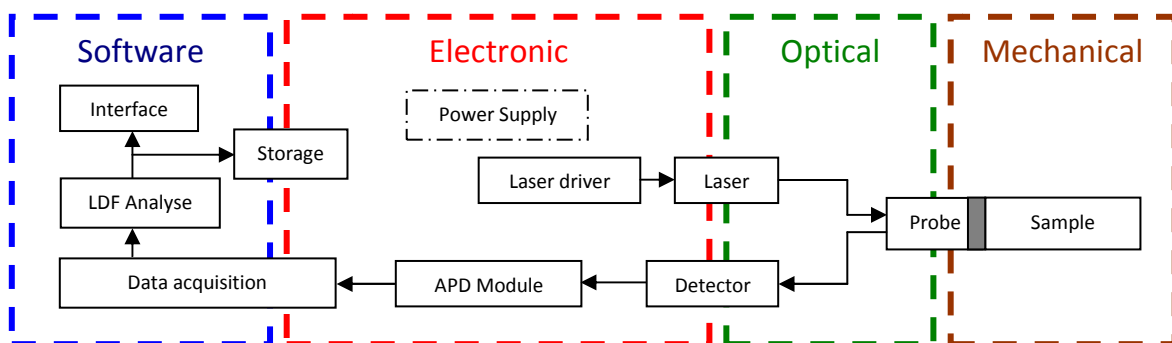 Software
Electronic
Optical
Mechanical
Interface
Power Supply
Storage
Laser driver
Laser
LDF Analyse
Probe
Sample
Data acquisition
APD Module
Detector